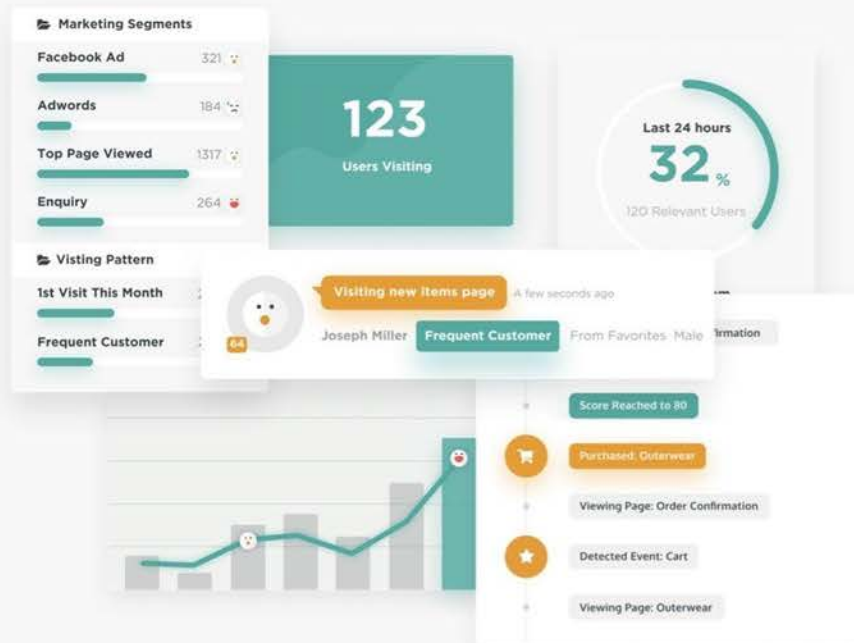 Marketing Segments
Facebook Ad 321
Adwords 184
Top Page Viewed 1317
Enquiry 264
Visting Pattern
1st Visit This Month
Frequent Customer
123
Users Visiting
Last 24 hours
32 %
120 Relevant Users
Visiting new items page A few seconds ago
64
Joseph Miller Frequent Customer From Favorites Male
Score Reached to 80
Purchased: Outerwear
Viewing Page: Order Confirmation
Detected Event: Cart
Viewing Page: Outerwear